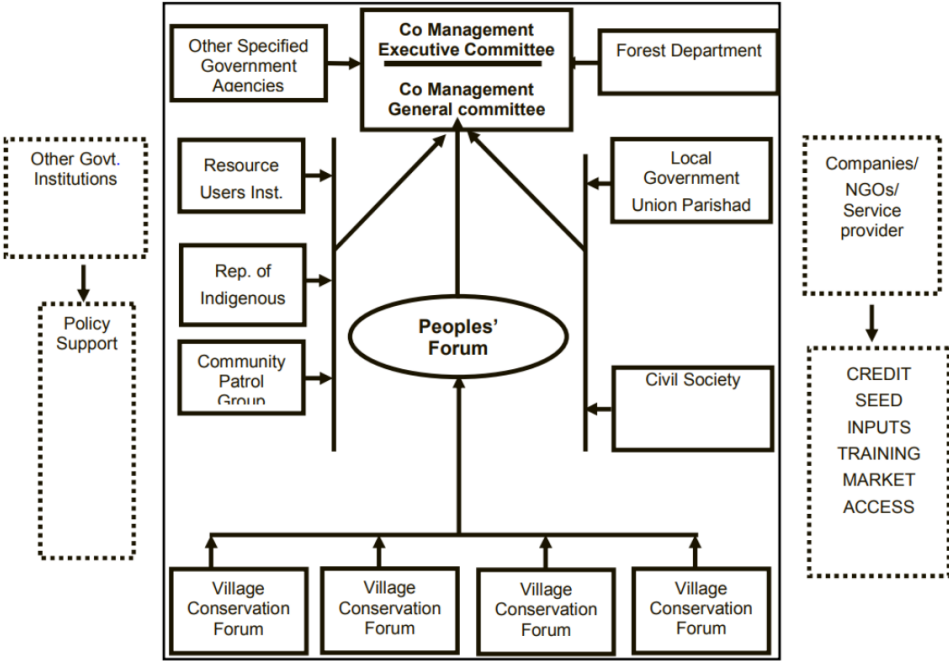 Co Management
Executive Committee
Co Management
General committee
Other Specified
Government
Agencies
Forest Department
Other Govt.
Institutions
Resource
Users Inst.
Local
Government
Union Parishad
Companies/
NGOs/
Service
provider
Rep. of
Indigenous
Policy
Support
Peoples’
Forum
Community
Patrol
Group
Civil Society
CREDIT
SEED
INPUTS
TRAINING
MARKET
ACCESS
Village
Conservation
Forum
Village
Conservation
Forum
Village
Conservation
Forum
Village
Conservation
Forum